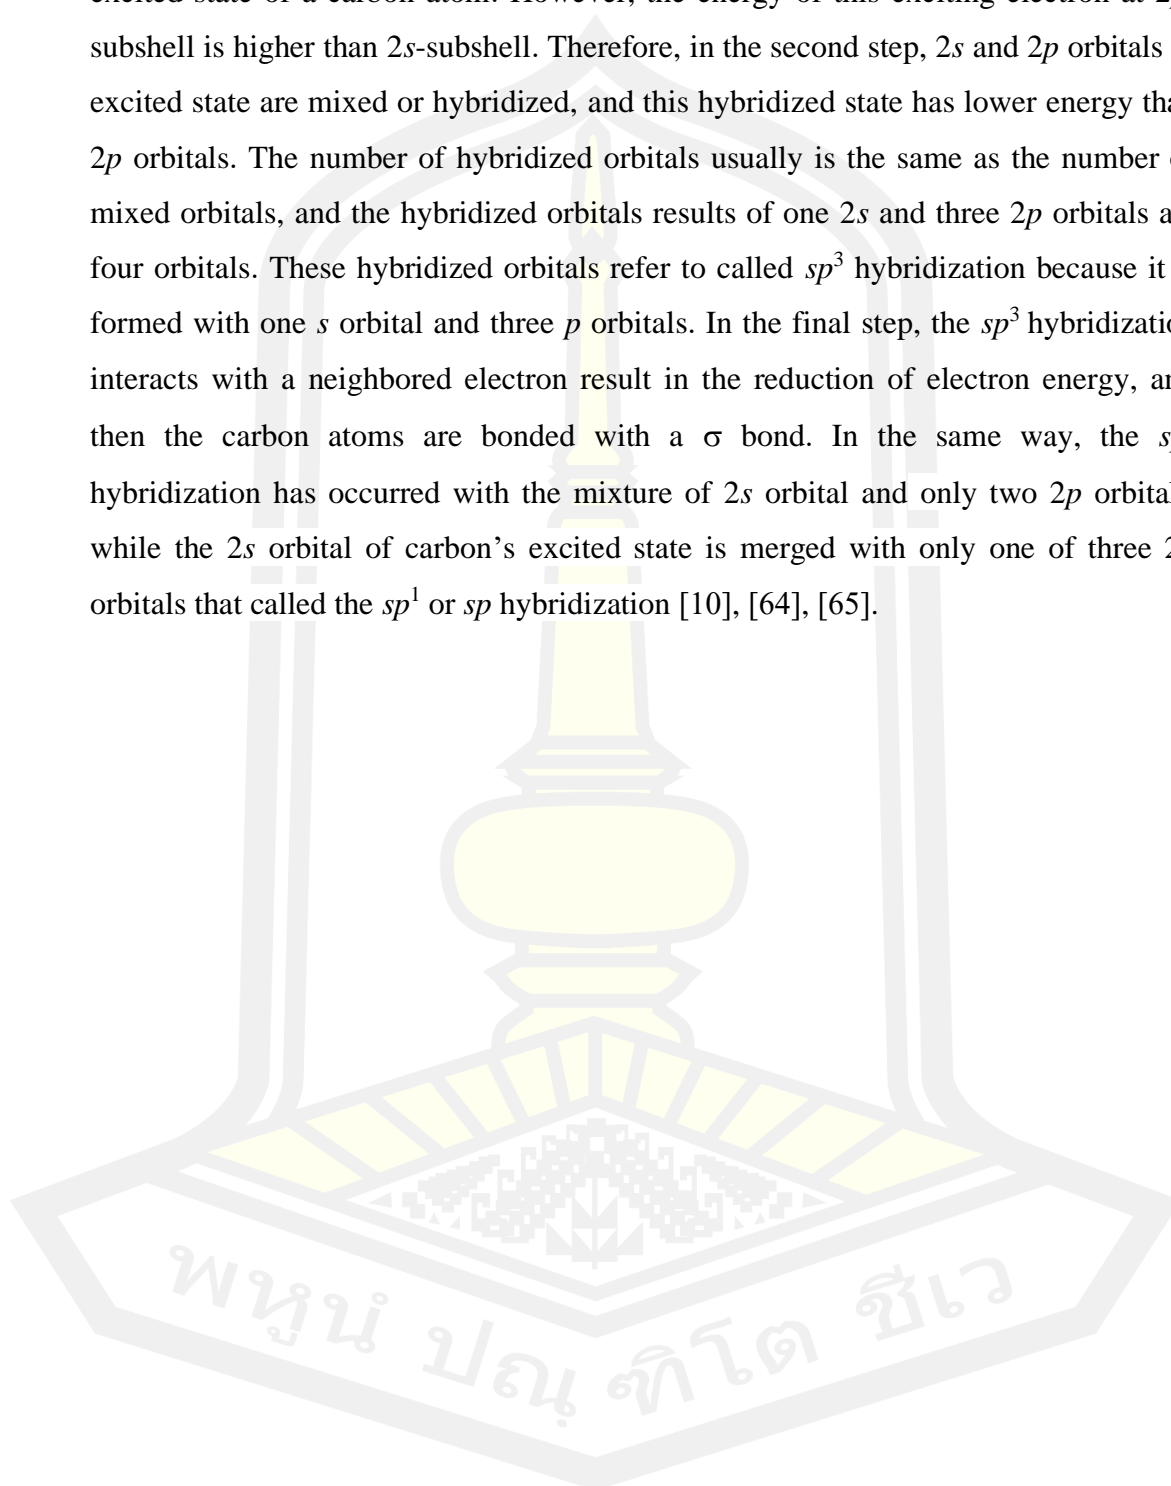 excited state of a carbon atom. However, the energy of this exciting electron at
subshell is higher than 2s-subshell. Therefore, in the second step, 2s and 2p orbitals
excited state are mixed or hybridized, and this hybridized state has lower energy tha
2p orbitals. The number of hybridized orbitals usually is the same as the number
mixed orbitals, and the hybridized orbitals results of one 2s and three 2p orbitals a
four orbitals. These hybridized orbitals refer to called sp³ hybridization because it
formed with one s orbital and three p orbitals. In the final step, the sp³ hybridizatio
interacts with a neighbored electron result in the reduction of electron energy, an
then the carbon atoms are bonded with a σ bond. In the same way, the s
hybridization has occurred with the mixture of 2s orbital and only two 2p orbital
while the 2s orbital of carbon’s excited state is merged with only one of three 2
orbitals that called the sp¹ or sp hybridization [10], [64], [65].
พหูนํ ปณฺฑิโต ชีเว